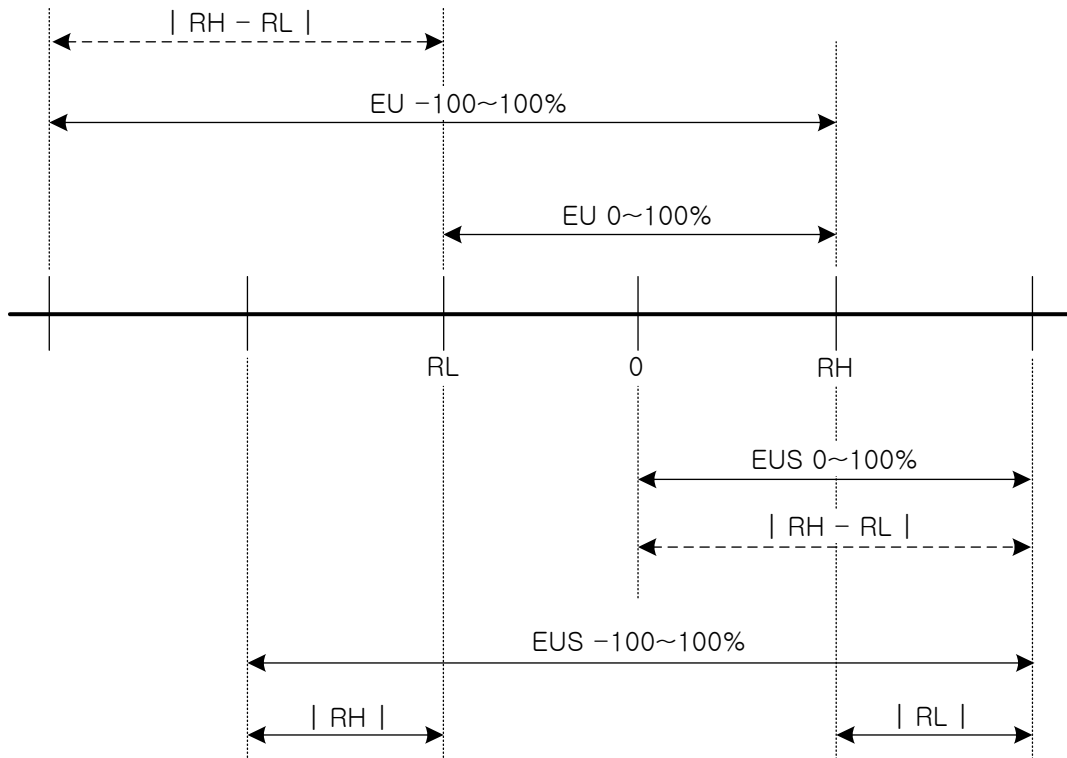 | RH - RL |
EU -100~100%
EU 0~100%
RL 0 RH
EUS 0~100%
| RH - RL |
EUS -100~100%
| RH | | RL |